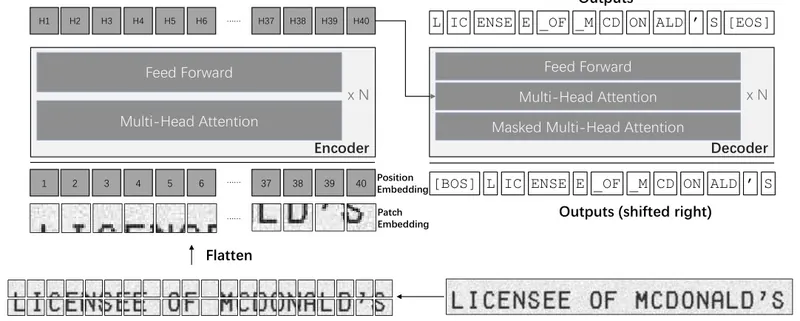 Outputs
H1 H2 H3 H4 H5 H6 ...... H37 H38 H39 H40
L IC ENSE E _OF _M CD ON ALD ' S [EOS]
Feed Forward
Multi-Head Attention
x N
Encoder
Feed Forward
Multi-Head Attention
Masked Multi-Head Attention
x N
Decoder
1 2 3 4 5 6 ...... 37 38 39 40
Position
Embedding
[BOS] L IC ENSE E _OF _M CD ON ALD ' S
......
LD'S
Patch
Embedding
Outputs (shifted right)
Flatten
LICENSEE OF MCDONALD'S
LICENSEE OF MCDONALD'S